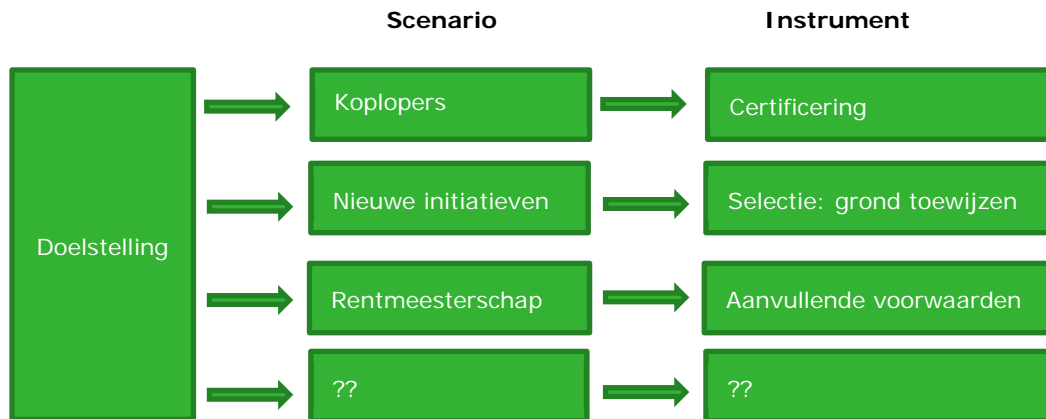 Scenario
Instrument
Doelstelling
Koplopers
Certificering
Nieuwe initiatieven
Selectie: grond toewijzen
Rentmeesterschap
Aanvullende voorwaarden
??
??